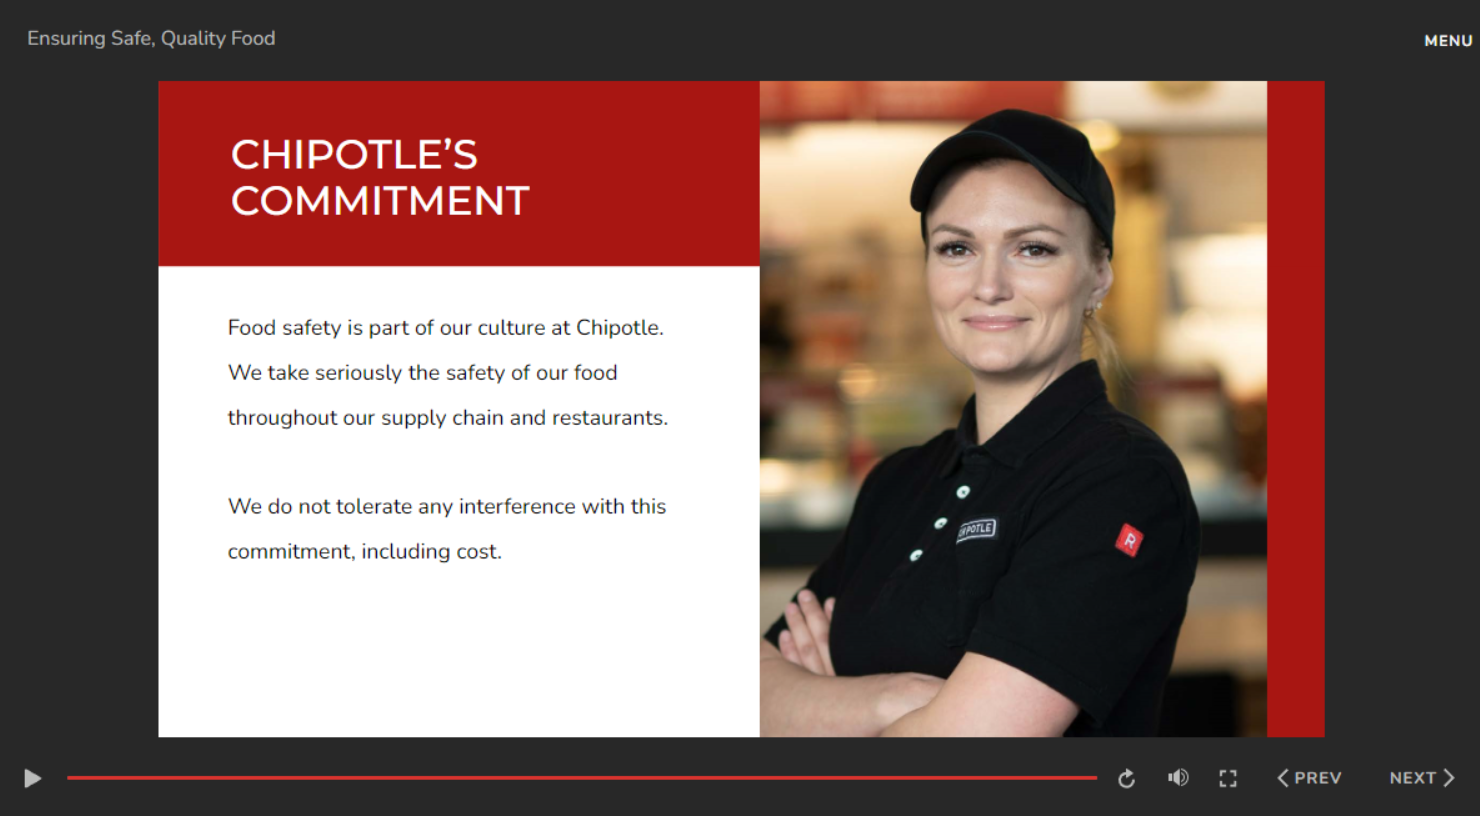 Ensuring Safe, Quality Food
MENU
CHIPOTLE’S
COMMITMENT
Food safety is part of our culture at Chipotle.
We take seriously the safety of our food
throughout our supply chain and restaurants.
We do not tolerate any interference with this
commitment, including cost.
HIPOTLE
R
PREV
NEXT